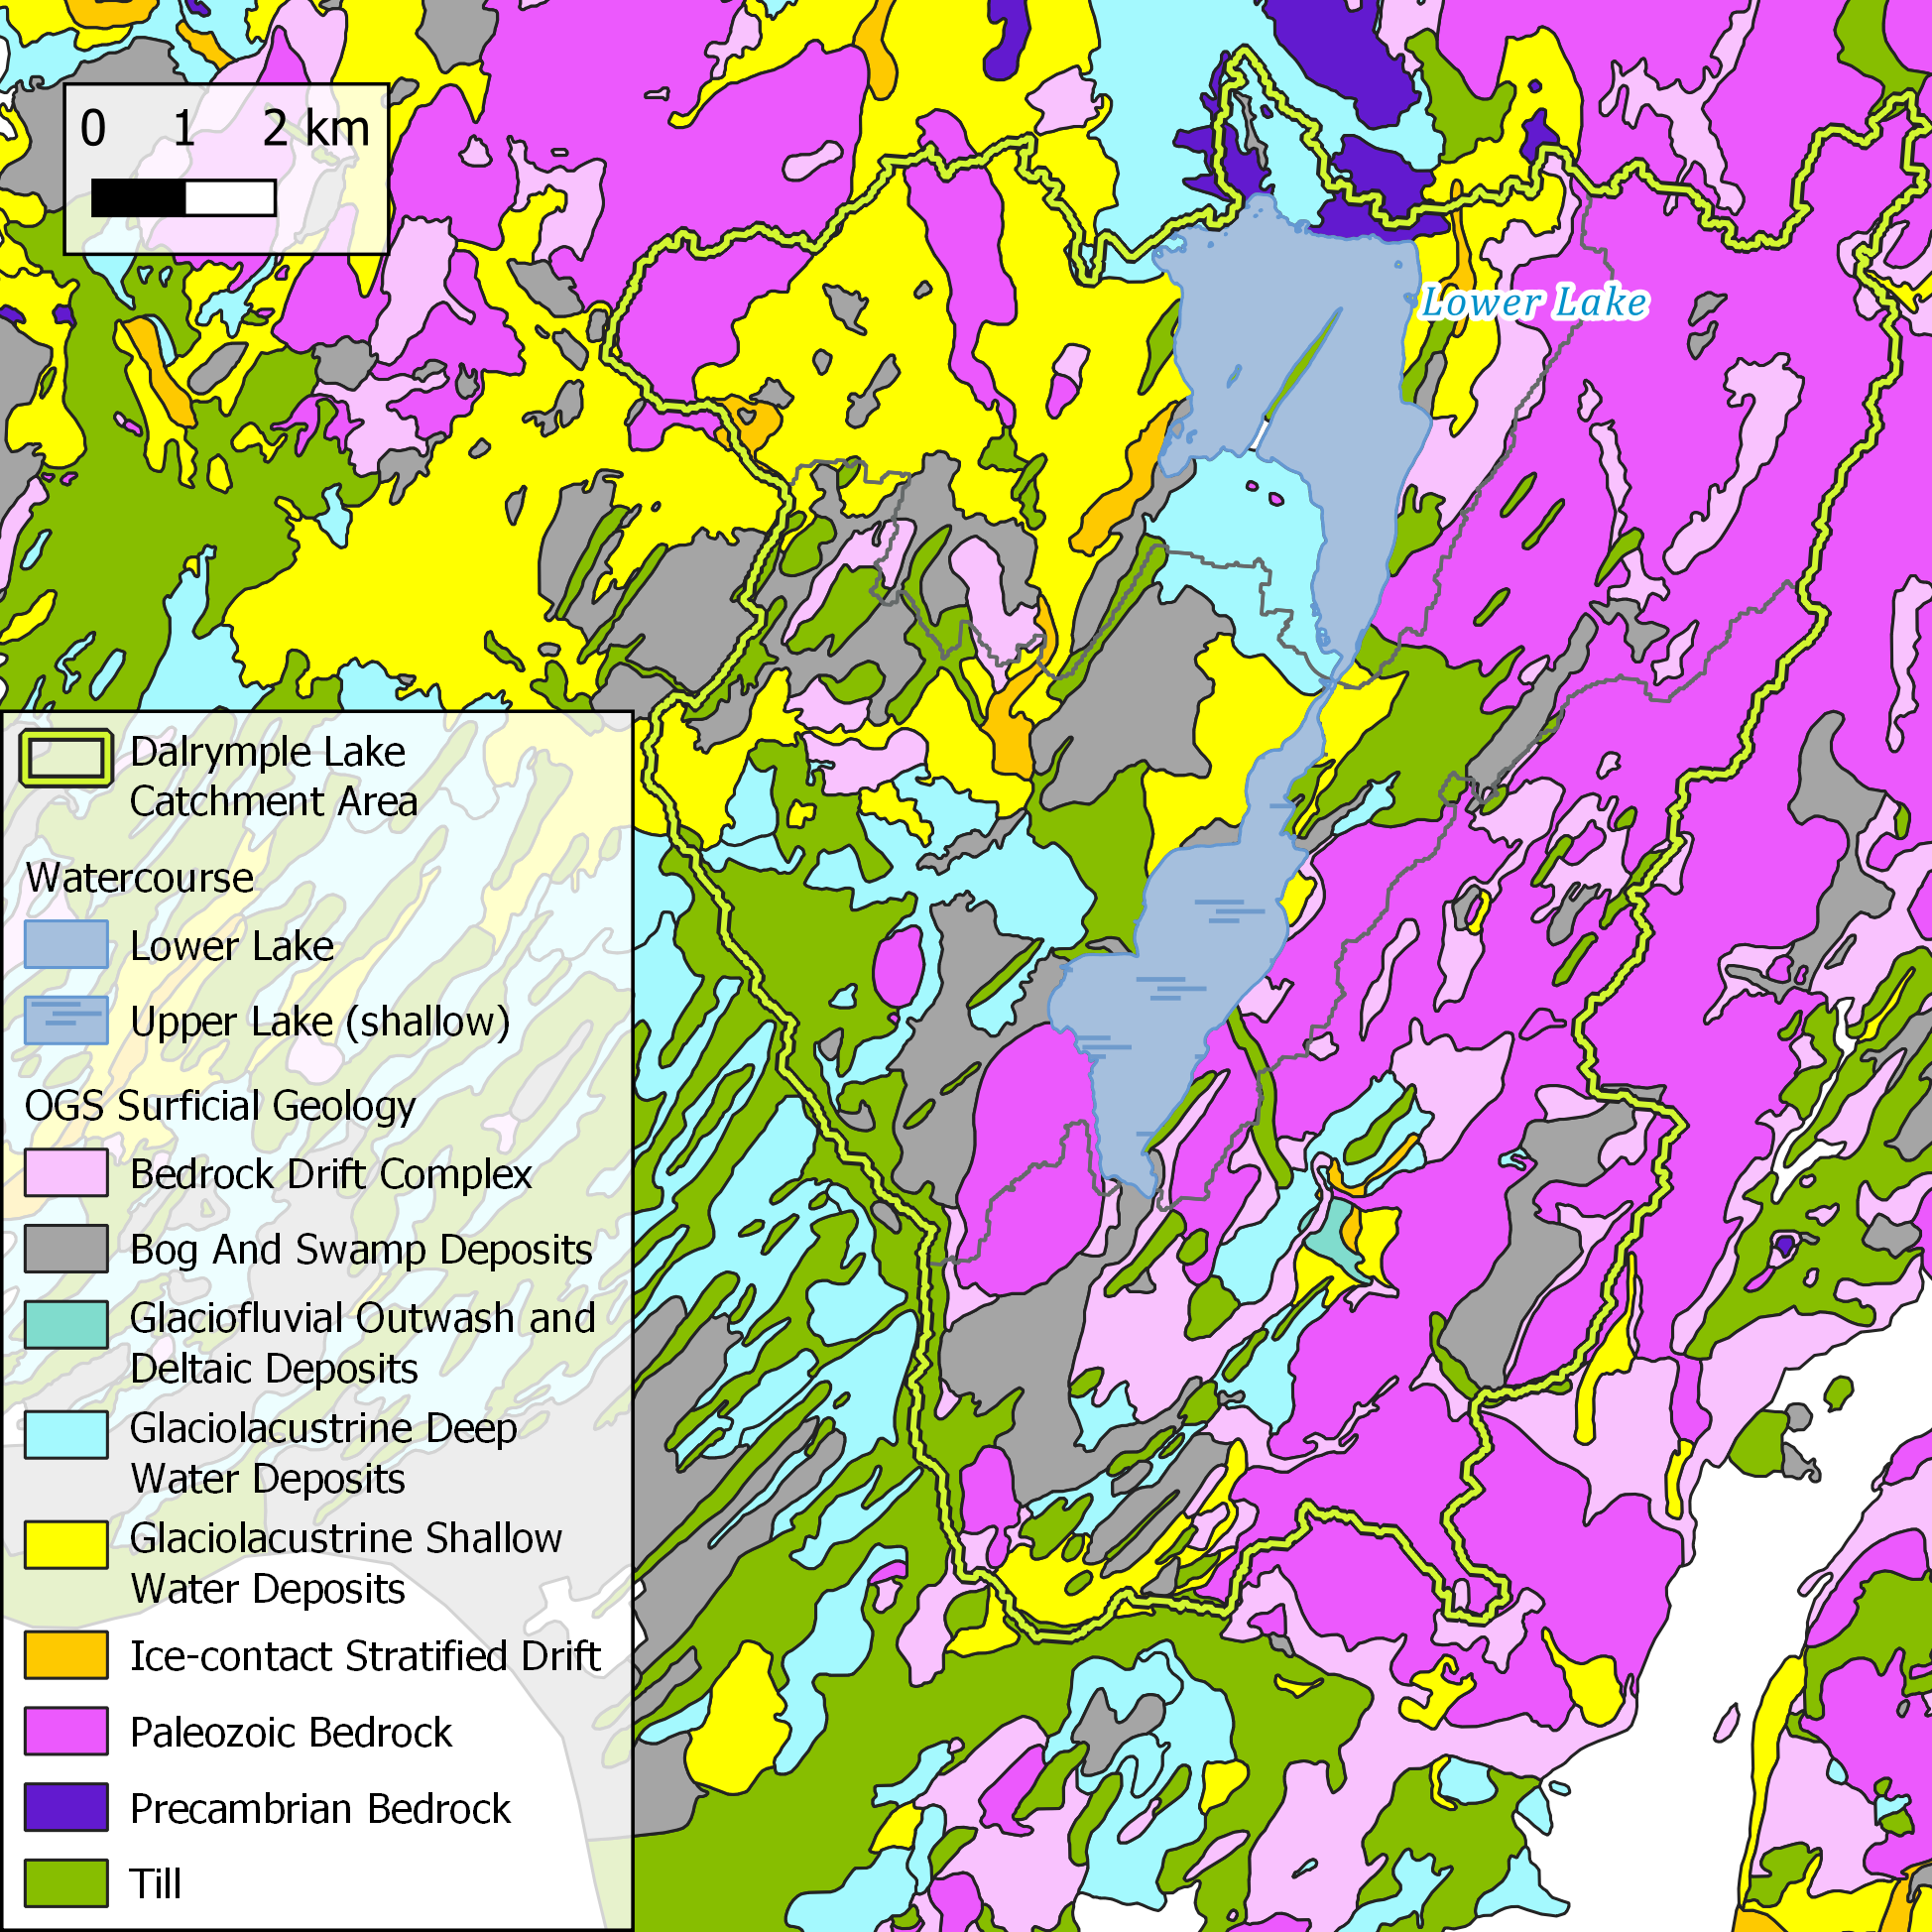 0 1 2 km
Lower Lake
Dalrymple Lake
Catchment Area
Watercourse
Lower Lake
Upper Lake (shallow)
OGS Surficial Geology
Bedrock Drift Complex
Bog And Swamp Deposits
Glaciofluvial Outwash and
Deltaic Deposits
Glaciolacustrine Deep
Water Deposits
Glaciolacustrine Shallow
Water Deposits
Ice-contact Stratified Drift
Paleozoic Bedrock
Precambrian Bedrock
Till